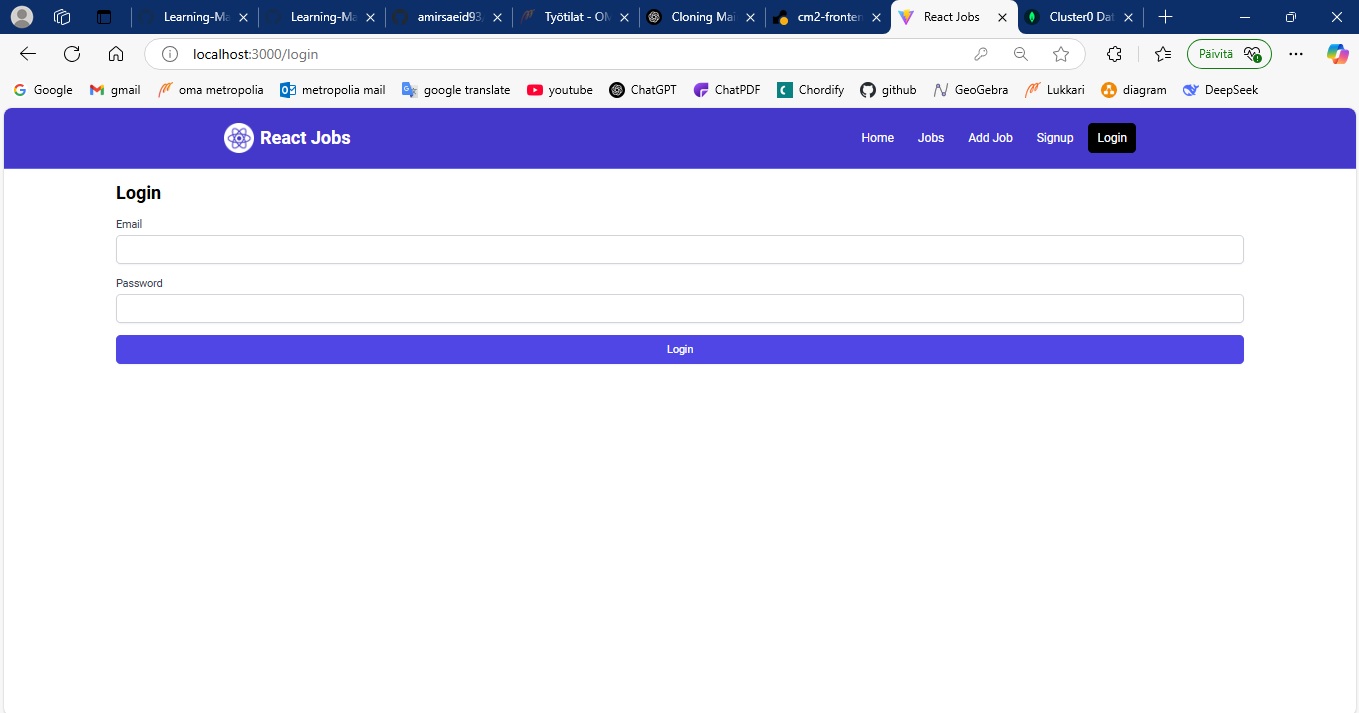 Learning-Ma
Learning-Ma
amirsaeid93
Työtilat - OM
Cloning Mai
cm2-fronten
React Jobs
Cluster0 Dat
localhost:3000/login
Päivitä
Google
gmail
oma metropolia
metropolia mail
google translate
youtube
ChatGPT
ChatPDF
Chordify
github
GeoGebra
Lukkari
diagram
DeepSeek
React Jobs
Home
Jobs
Add Job
Signup
Login
Login
Email
Password
Login